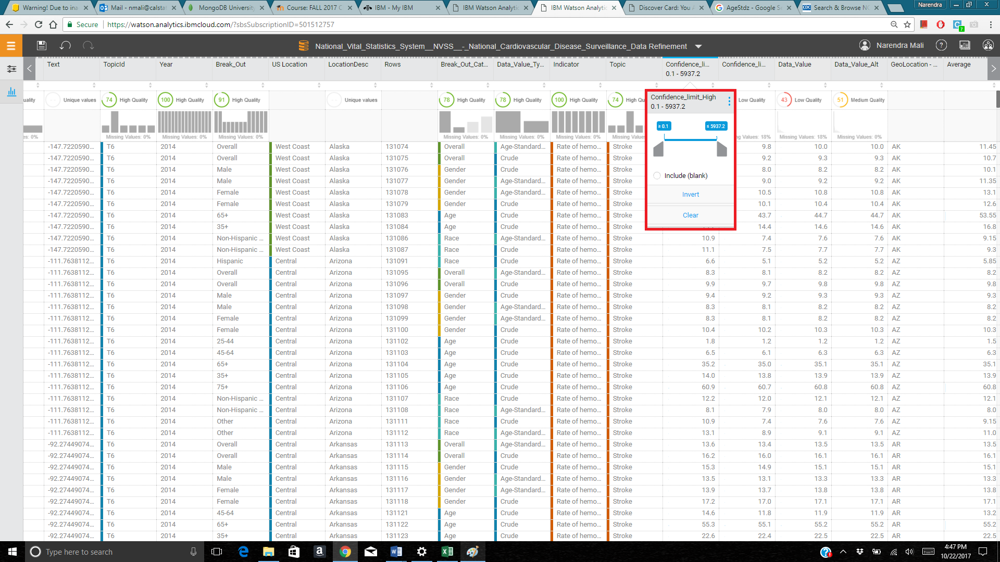 Warning! Due to ina
Mail - nmali@calsta
MongoDB University
Course: FALL 2017 C
IBM - My IBM
IBM Watson Analytic
IBM Watson Analytic
Discover Card: You A
AgeStdz - Google Se
Search & Browse NC
Narendra
Secure https://watson.analytics.ibmcloud.com/?sbsSubscriptionID=501512757
National_Vital_Statistics_System__NVSS__-_National_Cardiovascular_Disease_Surveillance_Data Refinement
Narendra Mali
Text TopicId Year Break_Out US Location LocationDesc Rows Break_Out_Cat... Data_Value_Ty... Indicator Topic Confidence_li... Confidence_li... Data_Value Data_Value_Alt GeoLocation - ... Average
0.1 - 5937.2
uality Unique values 74 High Quality 100 High Quality 91 High Quality Unique values 78 High Quality 78 High Quality 100 High Quality 74 High Qu Low Quality 43 Low Quality 51 Medium Quality
s: 0% Missing Values: 0% Missing Values: 0% Missing Values: 0% Missing Values: 0% Missing Values: 0% Missing Values: 0% Missing Values ng Values: 18% Missing Values: 18% Missing Values: 0%
Confidence_limit_High
0.1 - 5937.2
≥ 0.1 ≤ 5937.2
Include (blank)
Invert
Clear
-147.7220590... T6 2014 Overall West Coast Alaska 131074 Overall Age-Standard... Rate of hemo... Stroke 9.8 10.0 10.0 AK 11.45
-147.7220590... T6 2014 Overall West Coast Alaska 131075 Overall Crude Rate of hemo... Stroke 9.2 9.3 9.3 AK 10.7
-147.7220590... T6 2014 Male West Coast Alaska 131076 Gender Crude Rate of hemo... Stroke 8.0 8.2 8.2 AK 10.1
-147.7220590... T6 2014 Male West Coast Alaska 131077 Gender Age-Standard... Rate of hemo... Stroke 9.0 9.2 9.2 AK 11.35
-147.7220590... T6 2014 Female West Coast Alaska 131078 Gender Age-Standard... Rate of hemo... Stroke 10.5 10.8 10.8 AK 13.1
-147.7220590... T6 2014 Female West Coast Alaska 131079 Gender Crude Rate of hemo... Stroke 10.1 10.4 10.4 AK 12.6
-147.7220590... T6 2014 65+ West Coast Alaska 131083 Age Crude Rate of hemo... Stroke 43.7 44.7 44.7 AK 53.55
-147.7220590... T6 2014 35+ West Coast Alaska 131084 Age Crude Rate of hemo... Stroke 14.4 14.6 14.6 AK 16.8
-147.7220590... T6 2014 Non-Hispanic ... West Coast Alaska 131086 Race Crude Rate of hemo... Stroke 10.9 7.4 7.6 7.6 AK 9.15
-147.7220590... T6 2014 Non-Hispanic ... West Coast Alaska 131087 Race Crude Rate of hemo... Stroke 11.1 7.5 7.7 7.7 AK 9.3
-111.7638112... T6 2014 Hispanic Central Arizona 131091 Race Crude Rate of hemo... Stroke 6.6 5.1 5.2 5.2 AZ 5.85
-111.7638112... T6 2014 Overall Central Arizona 131095 Overall Age-Standard... Rate of hemo... Stroke 8.3 8.1 8.2 8.2 AZ 8.2
-111.7638112... T6 2014 Overall Central Arizona 131096 Overall Crude Rate of hemo... Stroke 9.9 9.7 9.8 9.8 AZ 9.8
-111.7638112... T6 2014 Male Central Arizona 131097 Gender Crude Rate of hemo... Stroke 9.4 9.2 9.3 9.3 AZ 9.3
-111.7638112... T6 2014 Male Central Arizona 131098 Gender Age-Standard... Rate of hemo... Stroke 8.3 8.1 8.2 8.2 AZ 8.2
-111.7638112... T6 2014 Female Central Arizona 131099 Gender Age-Standard... Rate of hemo... Stroke 8.3 8.1 8.2 8.2 AZ 8.2
-111.7638112... T6 2014 Female Central Arizona 131100 Gender Crude Rate of hemo... Stroke 10.4 10.2 10.3 10.3 AZ 10.3
-111.7638112... T6 2014 25-44 Central Arizona 131102 Age Crude Rate of hemo... Stroke 1.8 1.2 1.2 1.2 AZ 1.5
-111.7638112... T6 2014 45-64 Central Arizona 131103 Age Crude Rate of hemo... Stroke 6.5 6.1 6.3 6.3 AZ 6.3
-111.7638112... T6 2014 65+ Central Arizona 131104 Age Crude Rate of hemo... Stroke 35.2 35.0 35.1 35.1 AZ 35.1
-111.7638112... T6 2014 35+ Central Arizona 131105 Age Crude Rate of hemo... Stroke 14.0 13.8 13.9 13.9 AZ 13.9
-111.7638112... T6 2014 75+ Central Arizona 131106 Age Crude Rate of hemo... Stroke 60.9 60.7 60.8 60.8 AZ 60.8
-111.7638112... T6 2014 Non-Hispanic ... Central Arizona 131107 Race Crude Rate of hemo... Stroke 12.2 12.0 12.1 12.1 AZ 12.1
-111.7638112... T6 2014 Non-Hispanic ... Central Arizona 131108 Race Age-Standard... Rate of hemo... Stroke 8.1 7.9 8.0 8.0 AZ 8.0
-111.7638112... T6 2014 Other Central Arizona 131111 Race Crude Rate of hemo... Stroke 10.9 7.4 7.6 7.6 AZ 9.15
-111.7638112... T6 2014 Other Central Arizona 131112 Race Age-Standard... Rate of hemo... Stroke 13.1 8.9 9.1 9.1 AZ 11.0
-92.27449074... T6 2014 Overall Central Arkansas 131113 Overall Age-Standard... Rate of hemo... Stroke 13.6 13.4 13.5 13.5 AR 13.5
-92.27449074... T6 2014 Overall Central Arkansas 131114 Overall Crude Rate of hemo... Stroke 16.2 16.0 16.1 16.1 AR 16.1
-92.27449074... T6 2014 Male Central Arkansas 131115 Gender Crude Rate of hemo... Stroke 15.3 14.9 15.1 15.1 AR 15.1
-92.27449074... T6 2014 Male Central Arkansas 131116 Gender Age-Standard... Rate of hemo... Stroke 13.5 13.1 13.3 13.3 AR 13.3
-92.27449074... T6 2014 Female Central Arkansas 131117 Gender Age-Standard... Rate of hemo... Stroke 13.9 13.7 13.8 13.8 AR 13.8
-92.27449074... T6 2014 Female Central Arkansas 131118 Gender Crude Rate of hemo... Stroke 17.2 17.0 17.1 17.1 AR 17.1
-92.27449074... T6 2014 45-64 Central Arkansas 131121 Age Crude Rate of hemo... Stroke 14.6 11.8 11.9 11.9 AR 13.2
-92.27449074... T6 2014 65+ Central Arkansas 131122 Age Crude Rate of hemo... Stroke 55.3 55.1 55.2 55.2 AR 55.2
-92.27449074... T6 2014 35+ Central Arkansas 131123 Age Crude Rate of hemo... Stroke 22.6 22.4 22.5 22.5 AR 22.5
Type here to search
4:47 PM
10/22/2017